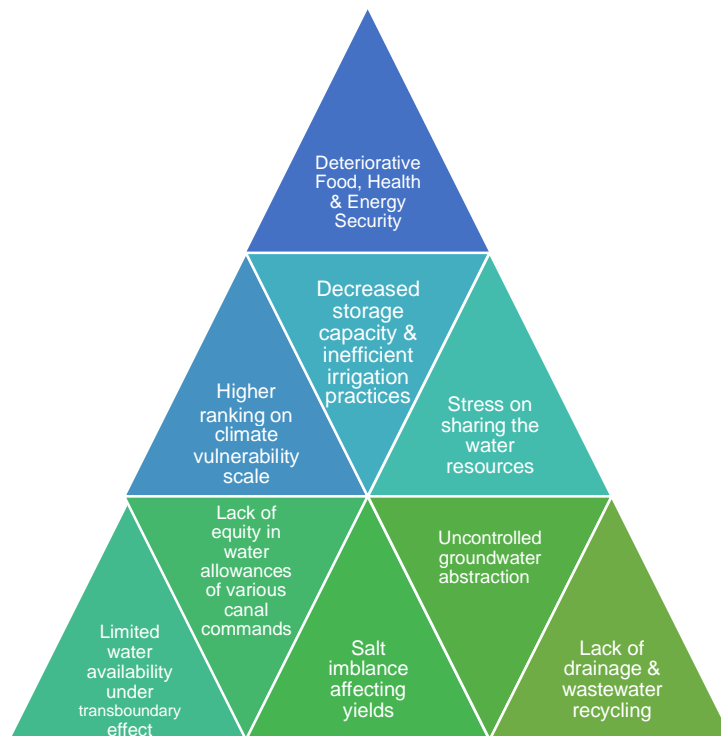 Deteriorative
Food, Health
& Energy
Security
Decreased
storage
capacity &
inefficient
irrigation
practices
Higher
ranking on
climate
vulnerability
scale
Stress on
sharing the
water
resources
Lack of
equity in
water
allowances
of various
canal
commands
Uncontrolled
groundwater
abstraction
Limited
water
availability
under
transboundary
effect
Salt
imblance
affecting
yields
Lack of
drainage &
wastewater
recycling